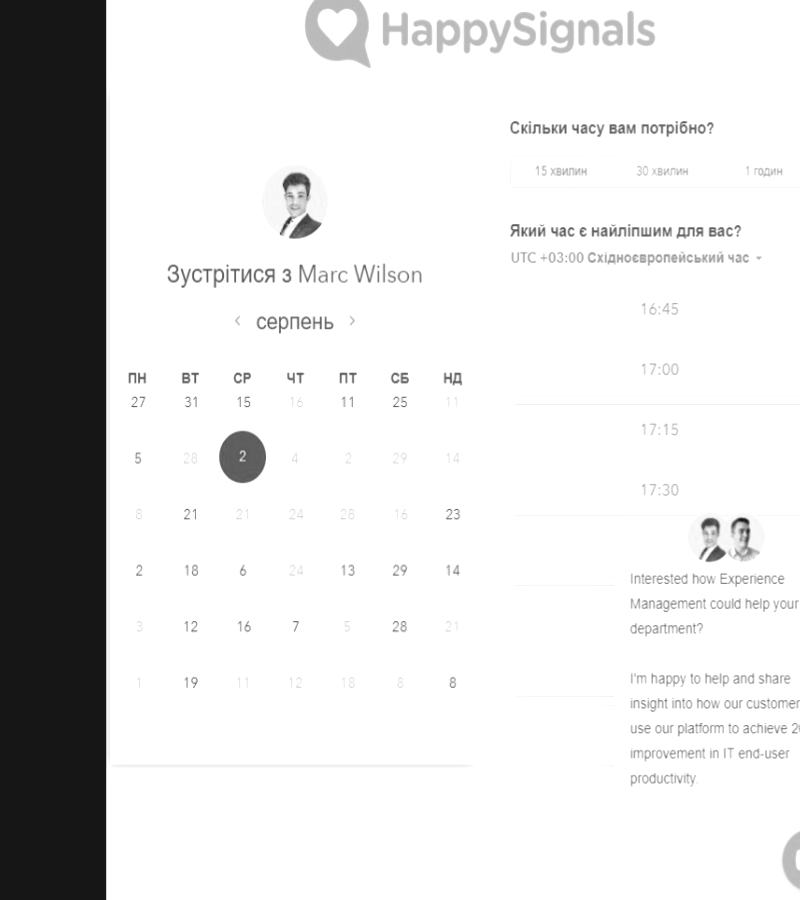 HappySignals
Зустрітися з Marc Wilson
серпень
ПН ВТ СР ЧТ ПТ СБ НД
27 31 15 16 11 25 11
5 28 2 4 2 29 14
8 21 21 24 28 16 23
2 18 6 24 13 29 14
3 12 16 7 5 28 21
1 19 11 12 18 8 8
Скільки часу вам потрібно?
15 хвилин 30 хвилин 1 годин
Який час є найліпшим для вас?
UTC +03:00 Східноєвропейський час
16:45
17:00
17:15
17:30
Interested how Experience
Management could help your
department?
I'm happy to help and share
insight into how our customer
use our platform to achieve
improvement in IT end-user
productivity.